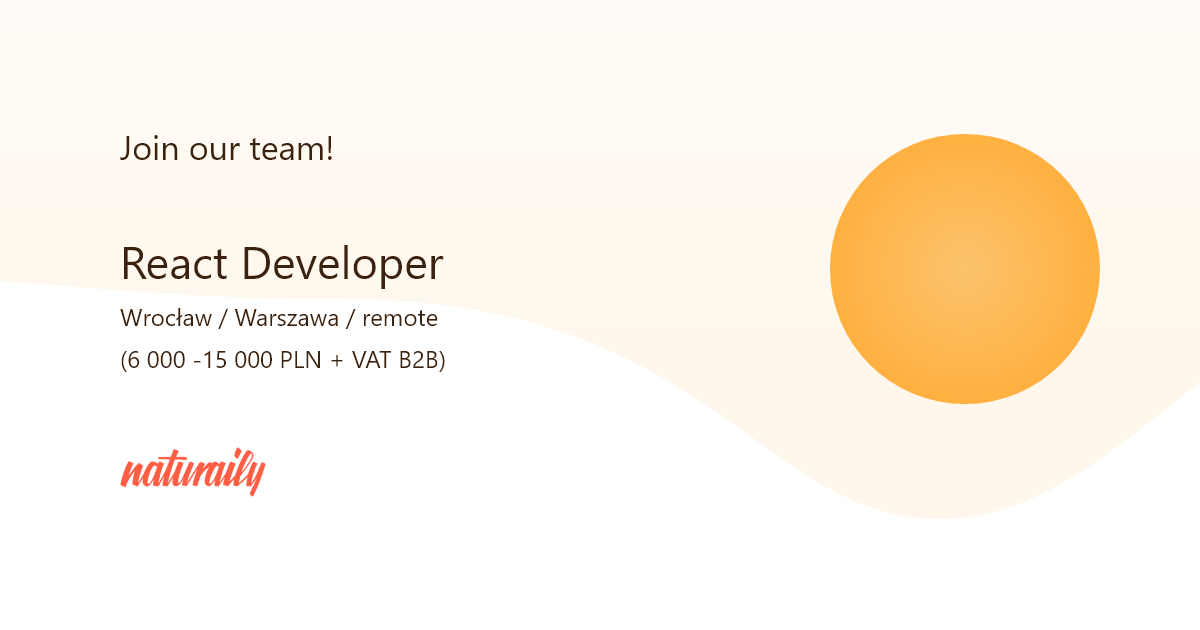 Join our team!
React Developer
Wrocław / Warszawa / remote
(6 000 -15 000 PLN + VAT B2B)
naturaily